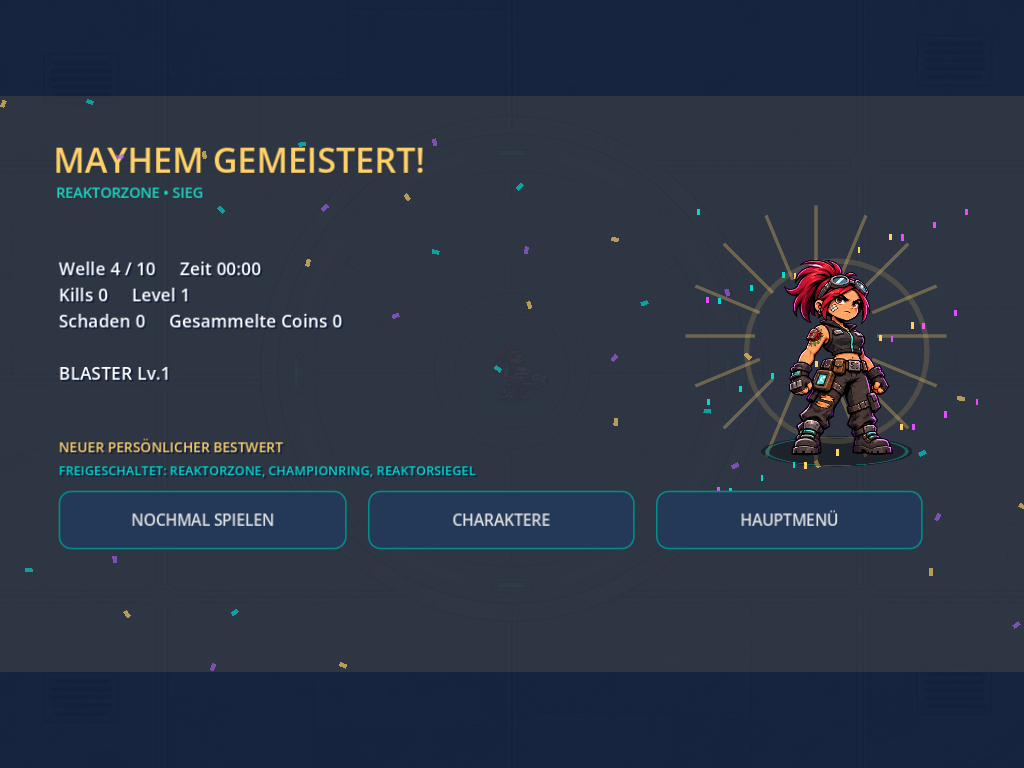 MAYHEM GEMEISTERT!
REAKTORZONE • SIEG
Welle 4 / 10 Zeit 00:00
Kills 0 Level 1
Schaden 0 Gesammelte Coins 0
BLASTER Lv.1
NEUER PERSÖNLICHER BESTWERT
FREIGESCHALTET: REAKTORZONE, CHAMPIONRING, REAKTORSIEGEL
NOCHMAL SPIELEN
CHARAKTERE
HAUPTMENÜ